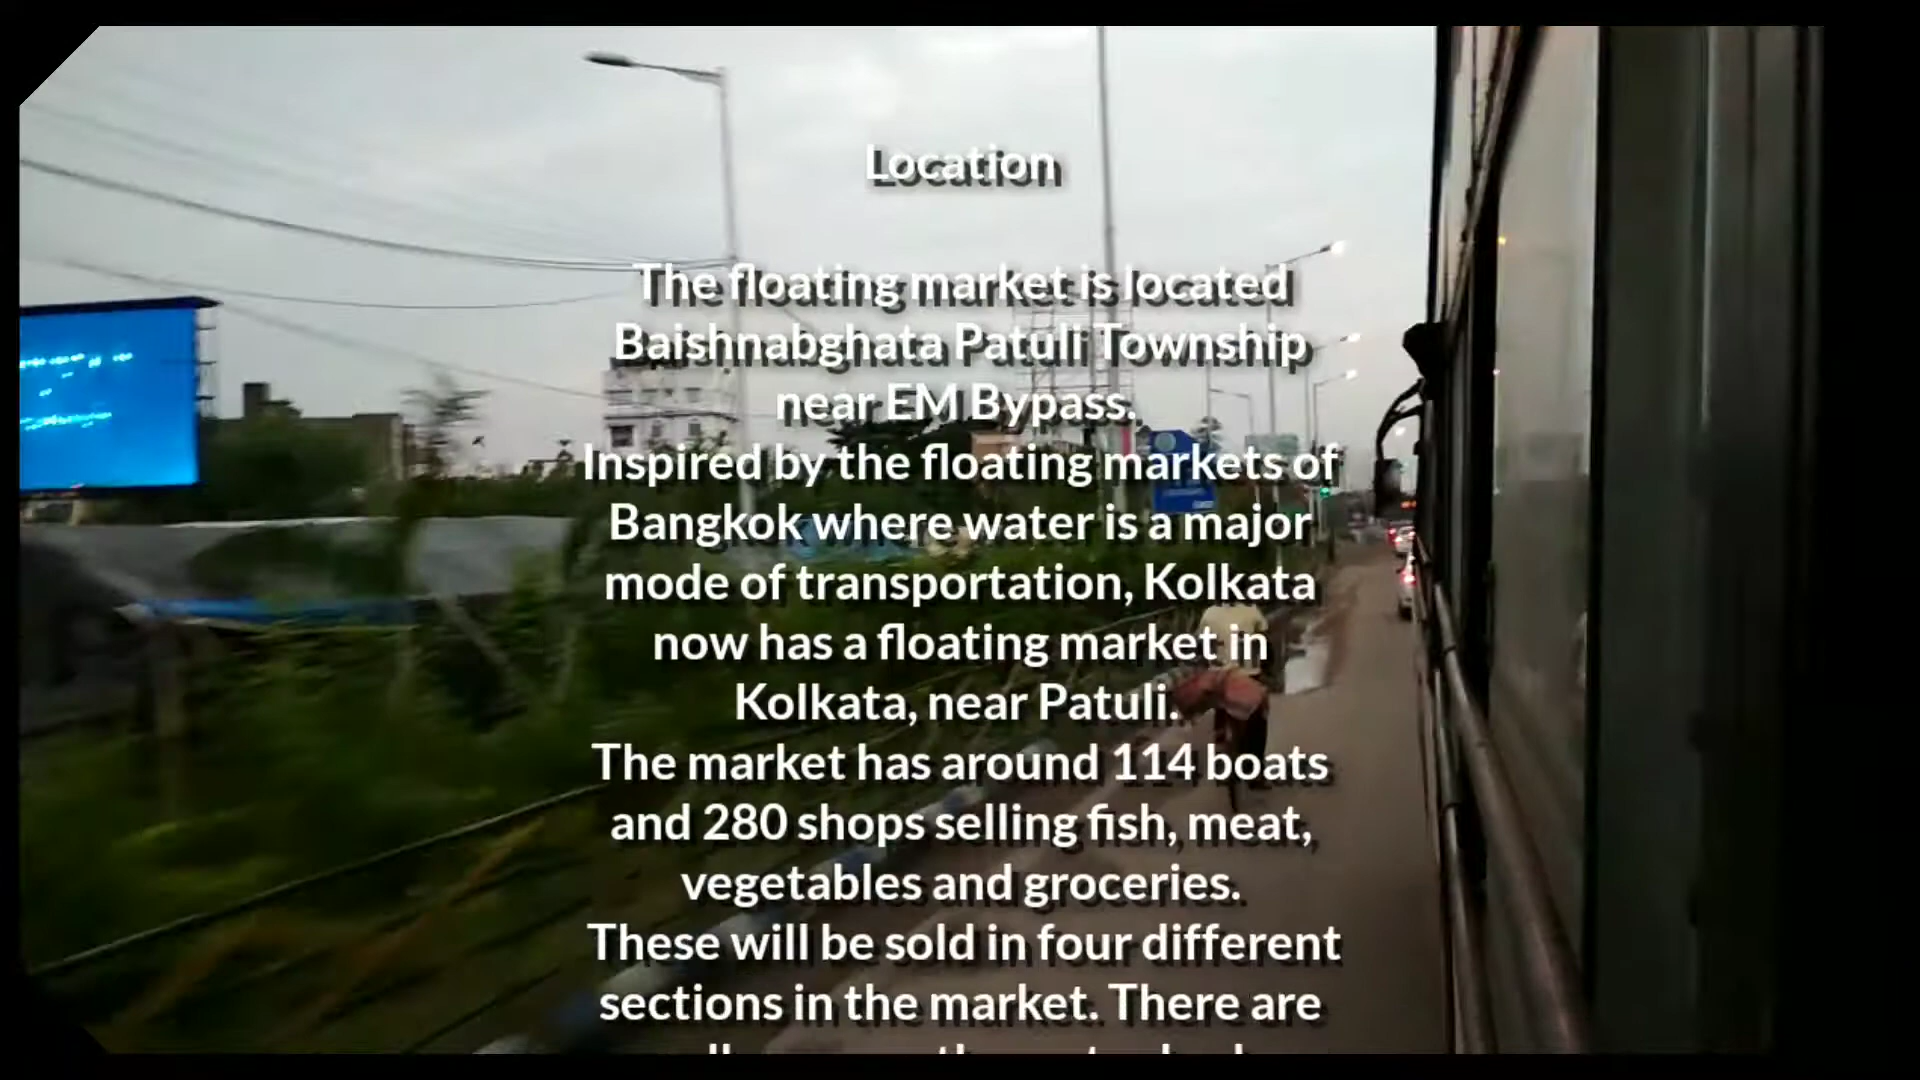 Location
The floating market is located
Baishnabghata Patuli Township
near EM Bypass.
Inspired by the floating markets of
Bangkok where water is a major
mode of transportation, Kolkata
now has a floating market in
Kolkata, near Patuli.
The market has around 114 boats
and 280 shops selling fish, meat,
vegetables and groceries.
These will be sold in four different
sections in the market. There are